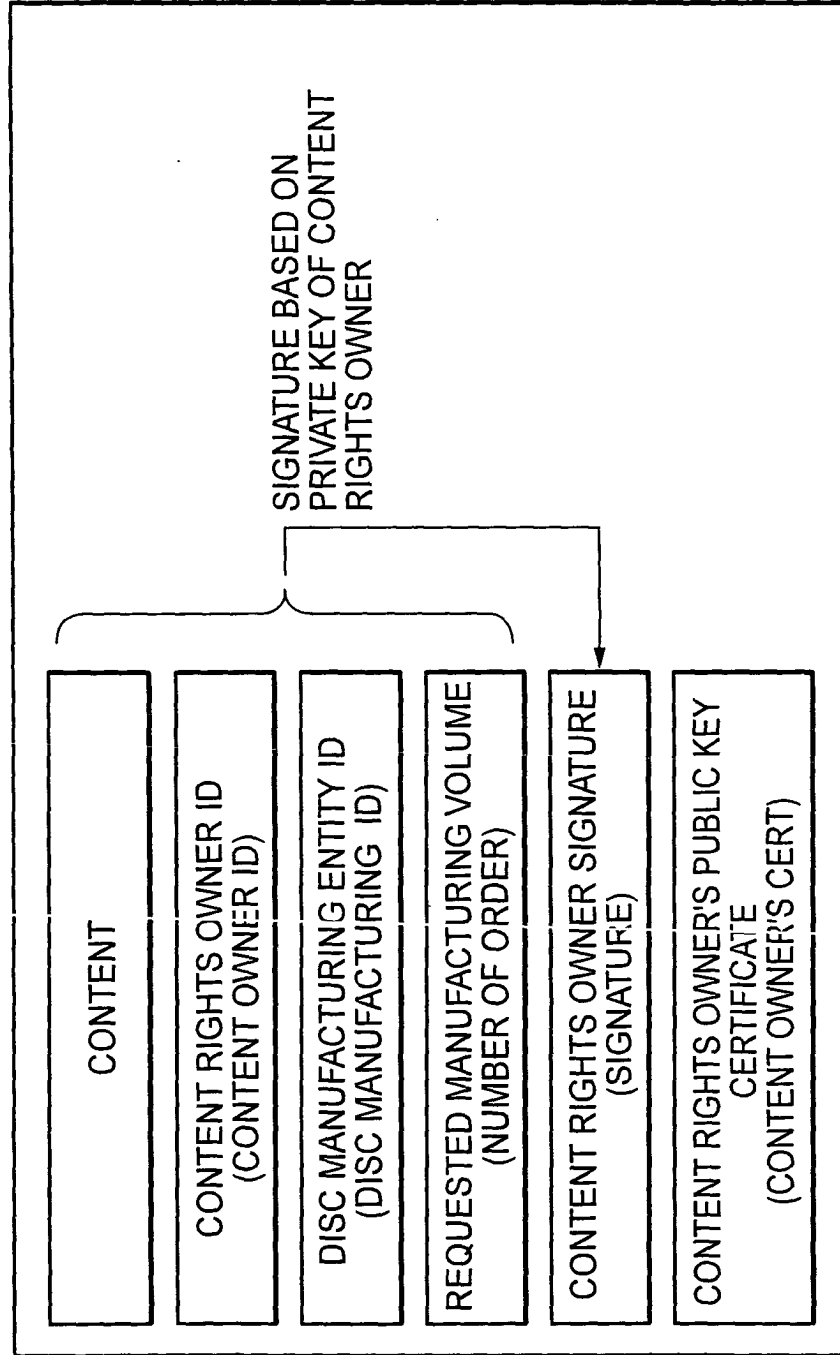 CONTENT
CONTENT RIGHTS OWNER ID
(CONTENT OWNER ID)
DISC MANUFACTURING ENTITY ID
(DISC MANUFACTURING ID)
REQUESTED MANUFACTURING VOLUME
(NUMBER OF ORDER)
CONTENT RIGHTS OWNER SIGNATURE
(SIGNATURE)
CONTENT RIGHTS OWNER'S PUBLIC KEY
CERTIFICATE
(CONTENT OWNER'S CERT)
SIGNATURE BASED ON
PRIVATE KEY OF CONTENT
RIGHTS OWNER